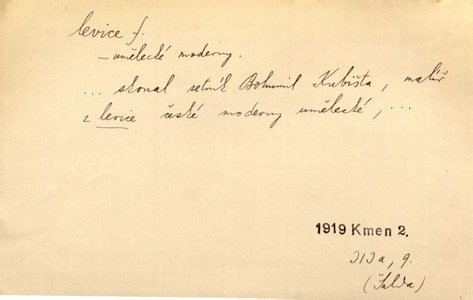 levice f.
– umělecké moderny.
... skonal setník Bohumil Kubišta, malíř
z levice české moderny umělecké, ...
1919 Kmen 2.
313a, 9.
(Šalda)